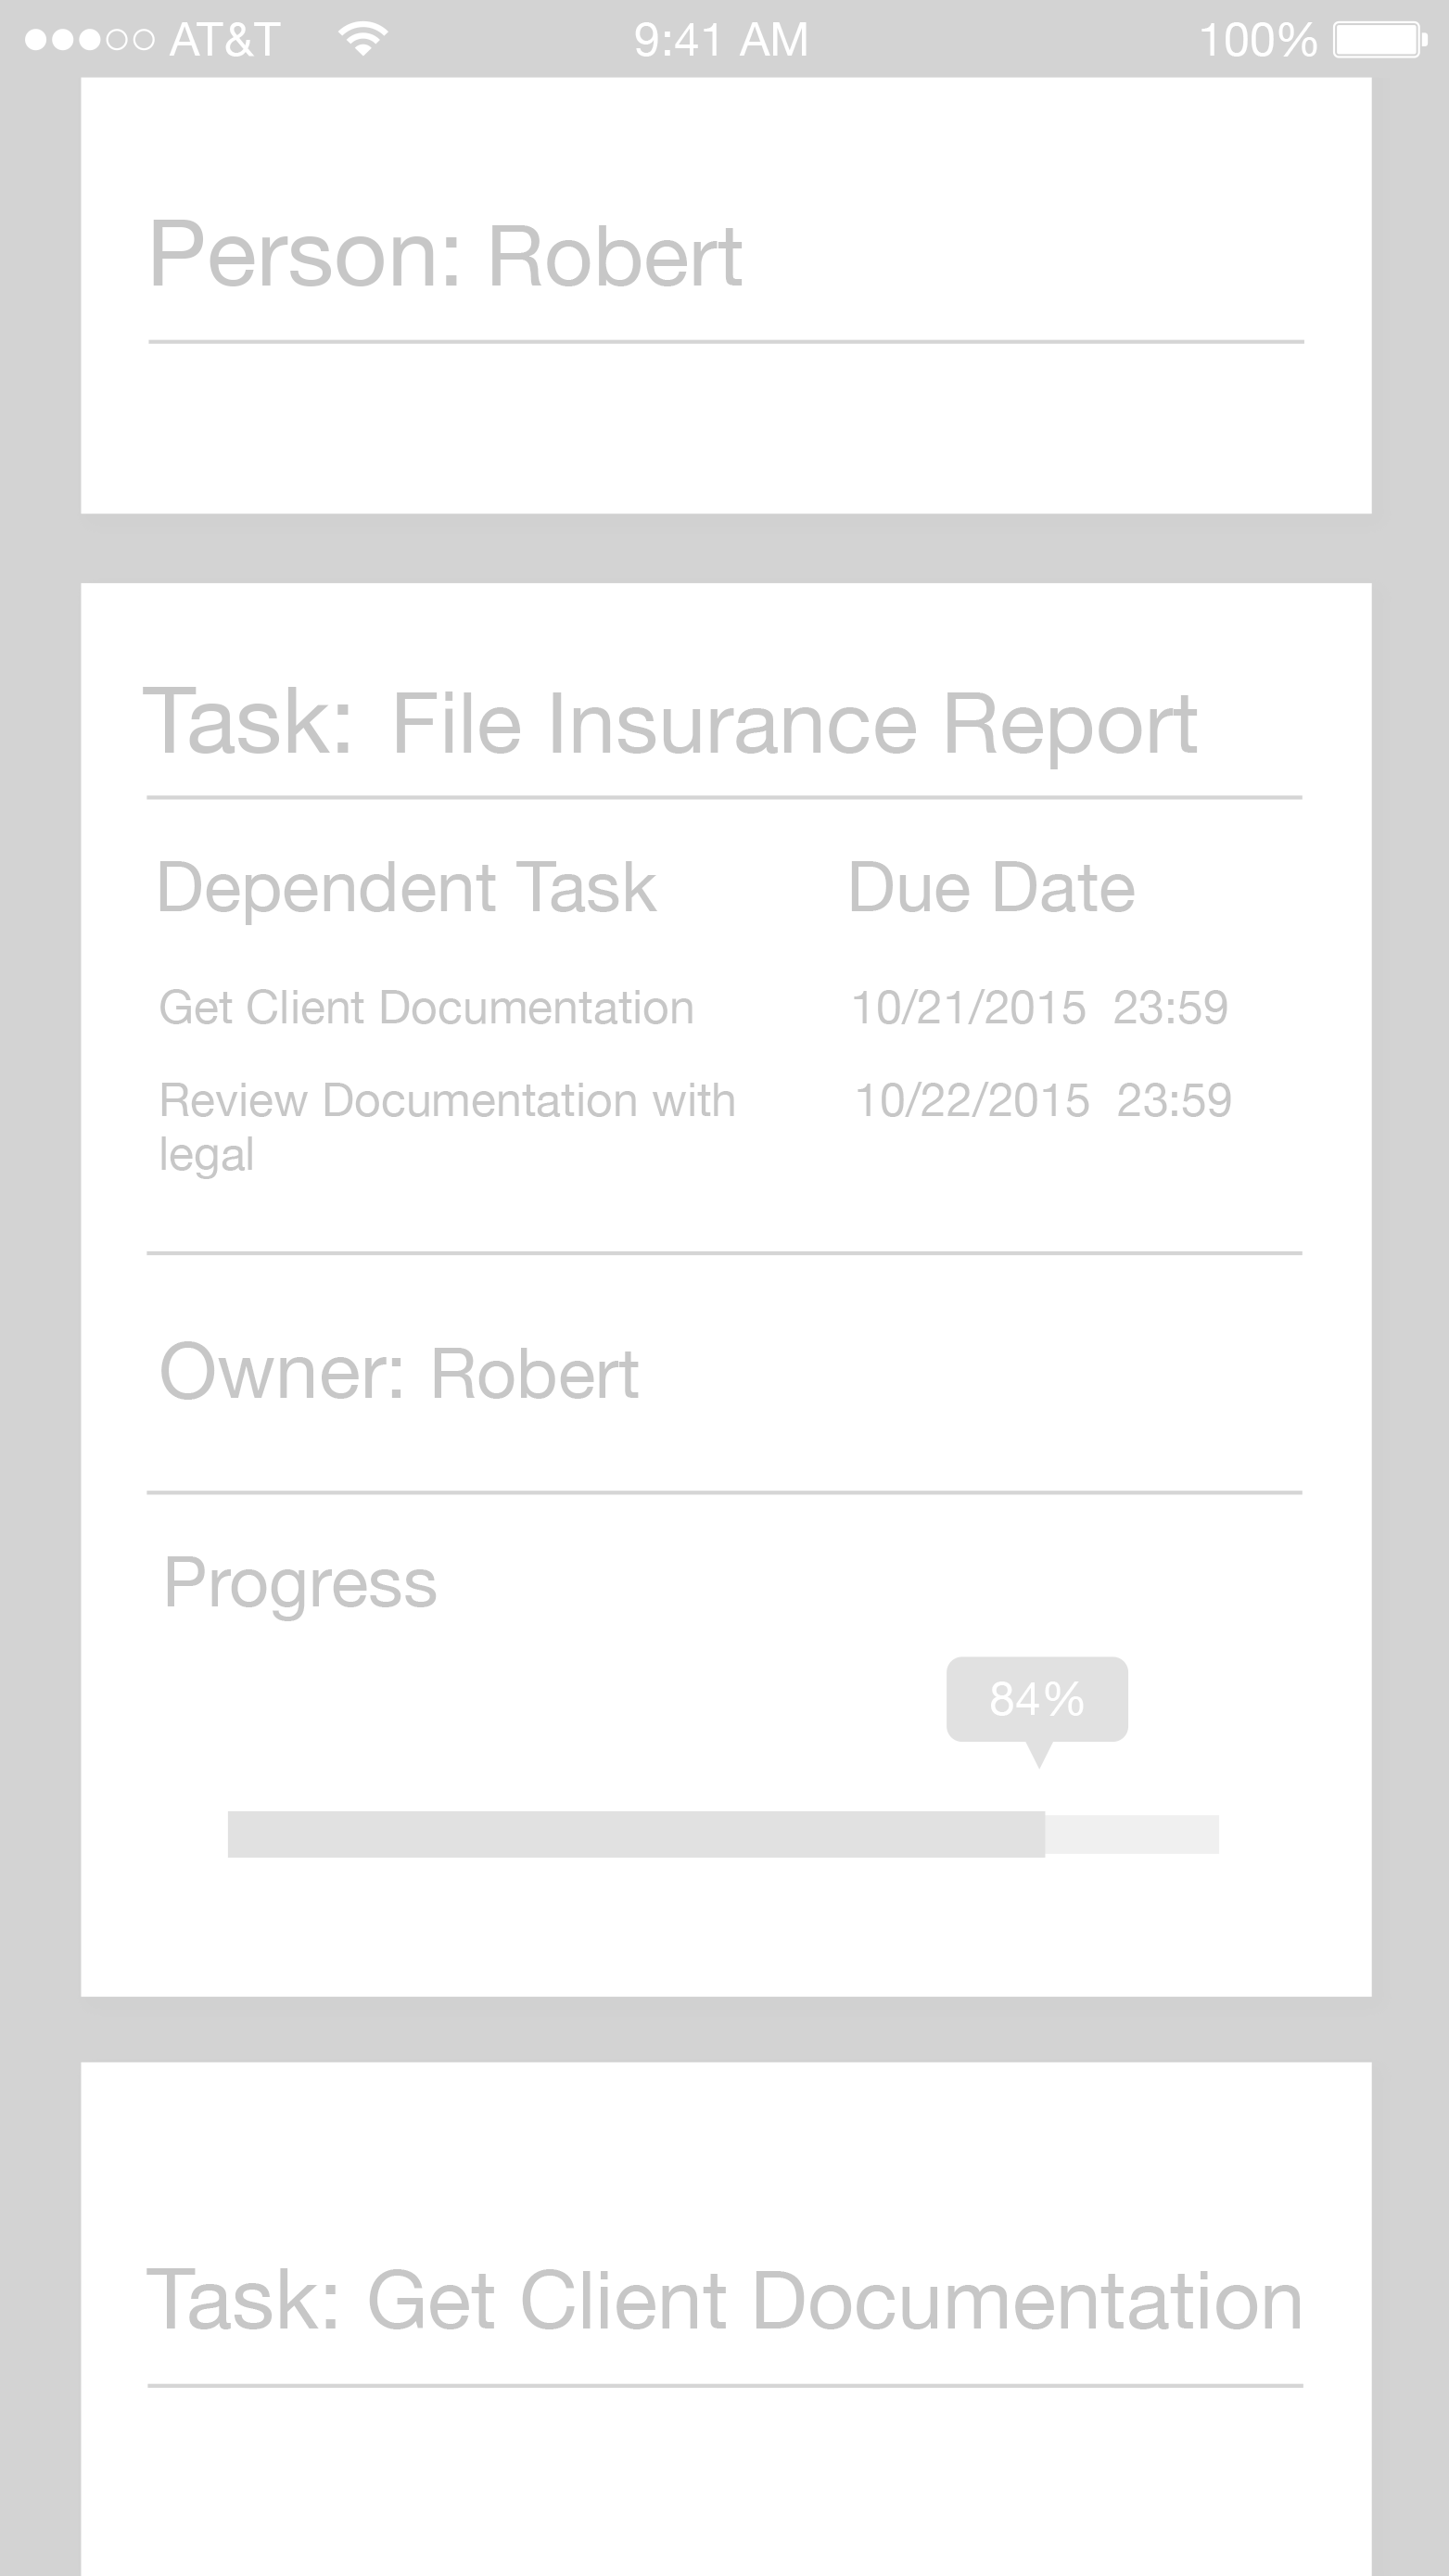 AT&T 9:41 AM 100%
Person: Robert
Task: File Insurance Report
Dependent Task Due Date
Get Client Documentation 10/21/2015 23:59
Review Documentation with 10/22/2015 23:59
legal
Owner: Robert
Progress
84%
Task: Get Client Documentation